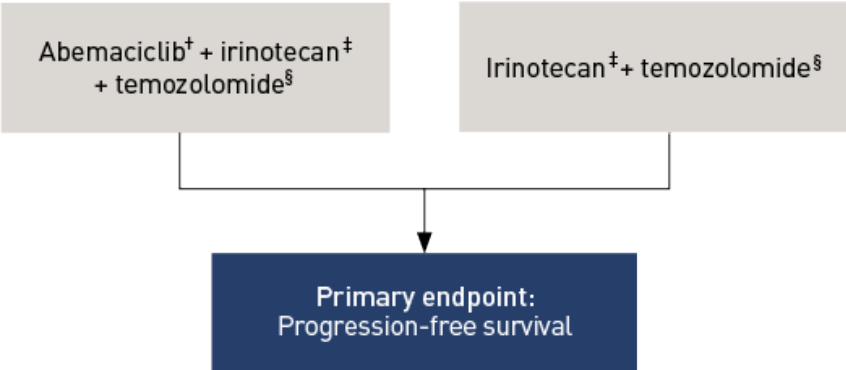 Abemaciclib† + irinotecan‡
+ temozolomide§
Irinotecan‡+ temozolomide§
Primary endpoint:
Progression-free survival